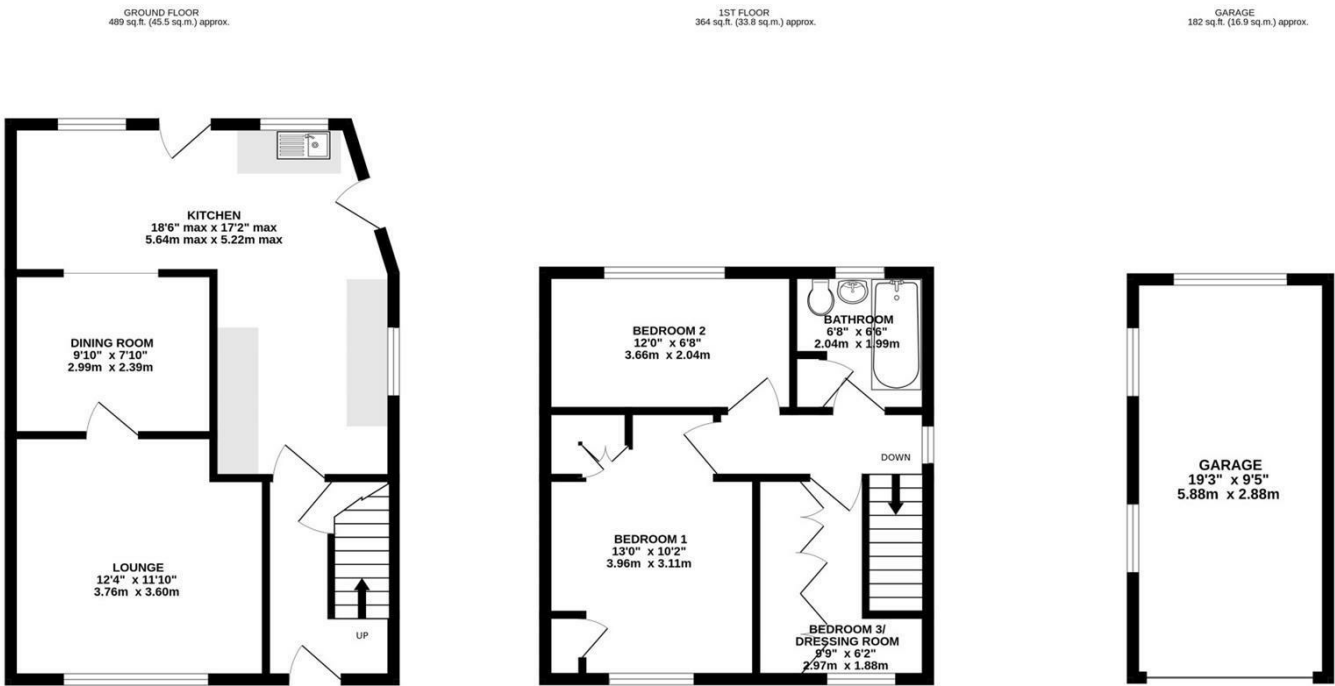 GROUND FLOOR
489 sq.ft. (45.5 sq.m.) approx.
1ST FLOOR
364 sq.ft. (33.8 sq.m.) approx.
GARAGE
182 sq.ft. (16.9 sq.m.) approx.
KITCHEN
18'6" max x 17'2" max
5.64m max x 5.22m max
DINING ROOM
9'10" x 7'10"
2.99m x 2.39m
LOUNGE
12'4" x 11'10"
3.76m x 3.60m
UP
BEDROOM 2
12'0" x 6'8"
3.66m x 2.04m
BATHROOM
6'8" x 6'6"
2.04m x 1.99m
DOWN
BEDROOM 1
13'0" x 10'2"
3.96m x 3.11m
BEDROOM 3/
DRESSING ROOM
9'9" x 6'2"
2.97m x 1.88m
GARAGE
19'3" x 9'5"
5.88m x 2.88m